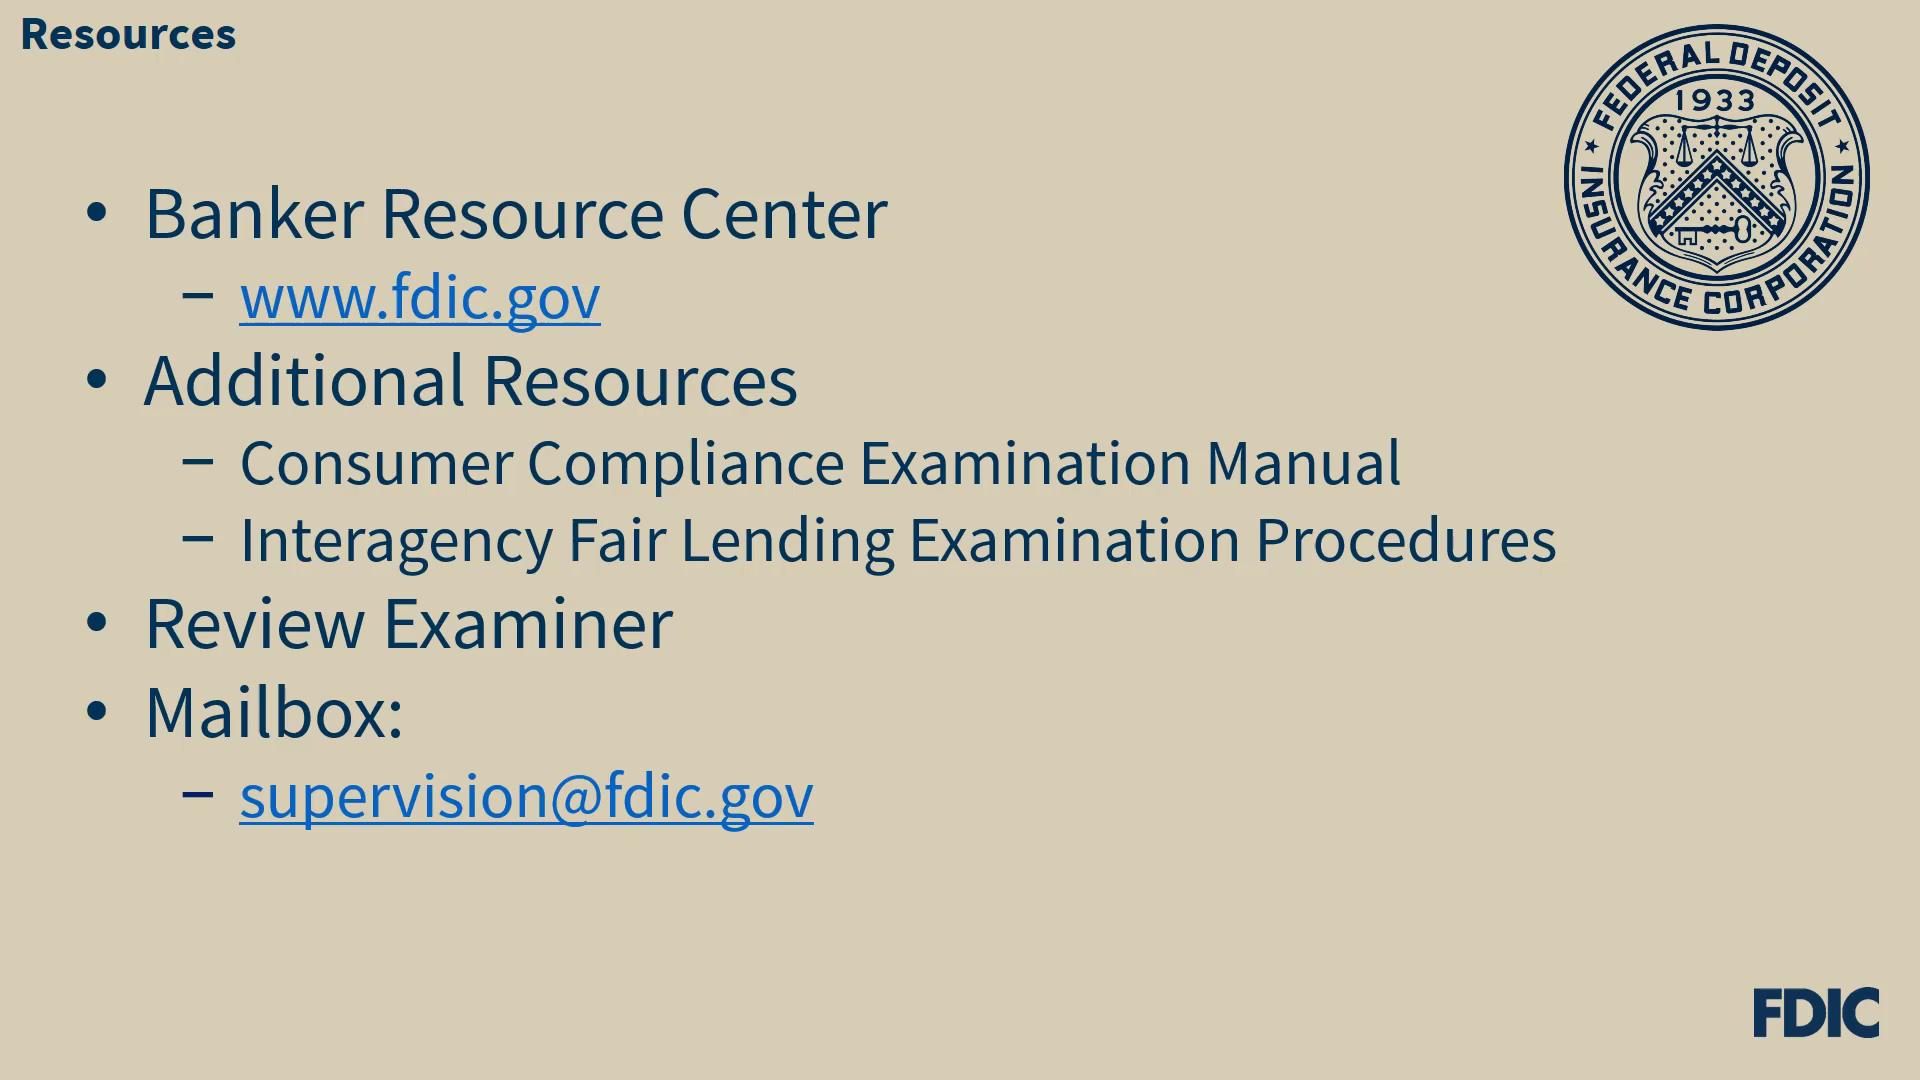 Resources
FEDERAL DEPOSIT
INSURANCE CORPORATION
1933
• Banker Resource Center
– www.fdic.gov
• Additional Resources
– Consumer Compliance Examination Manual
– Interagency Fair Lending Examination Procedures
• Review Examiner
• Mailbox:
– supervision@fdic.gov
FDIC